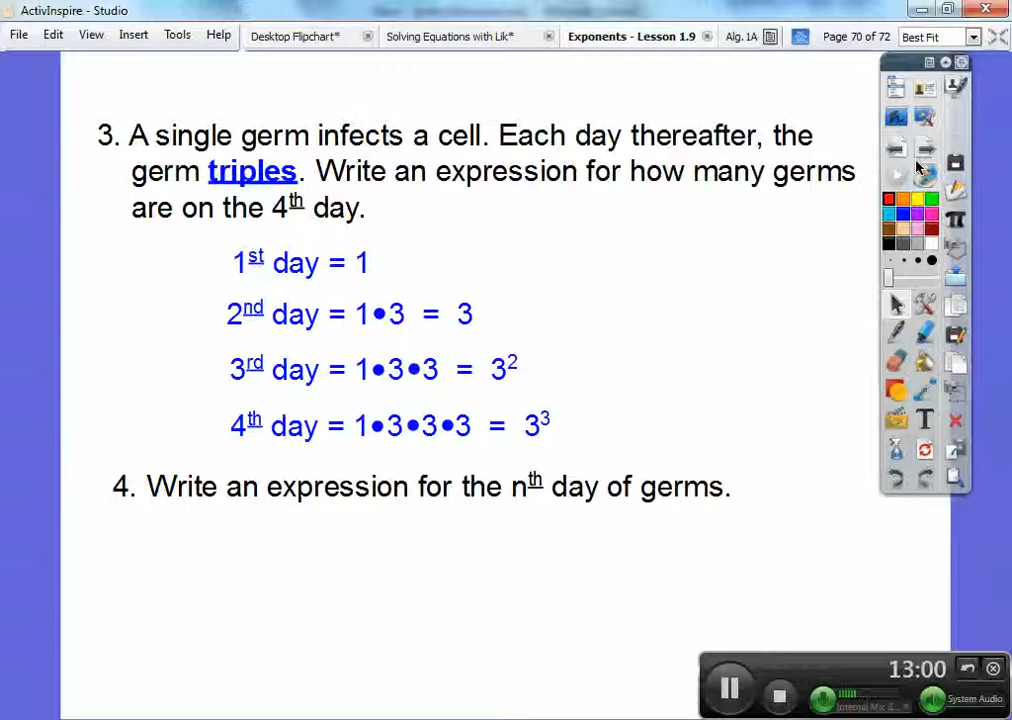 ActivInspire - Studio
File Edit View Insert Tools Help Desktop Flipchart* Solving Equations with Lik* Exponents - Lesson 1.9 Alg. 1A Page 70 of 72 Best Fit
3. A single germ infects a cell. Each day thereafter, the
germ triples. Write an expression for how many germs
are on the 4th day.
1st day = 1
2nd day = 1•3 = 3
3rd day = 1•3•3 = 3²
4th day = 1•3•3•3 = 3³
4. Write an expression for the nth day of germs.
13:00
Internal Mic System Audio